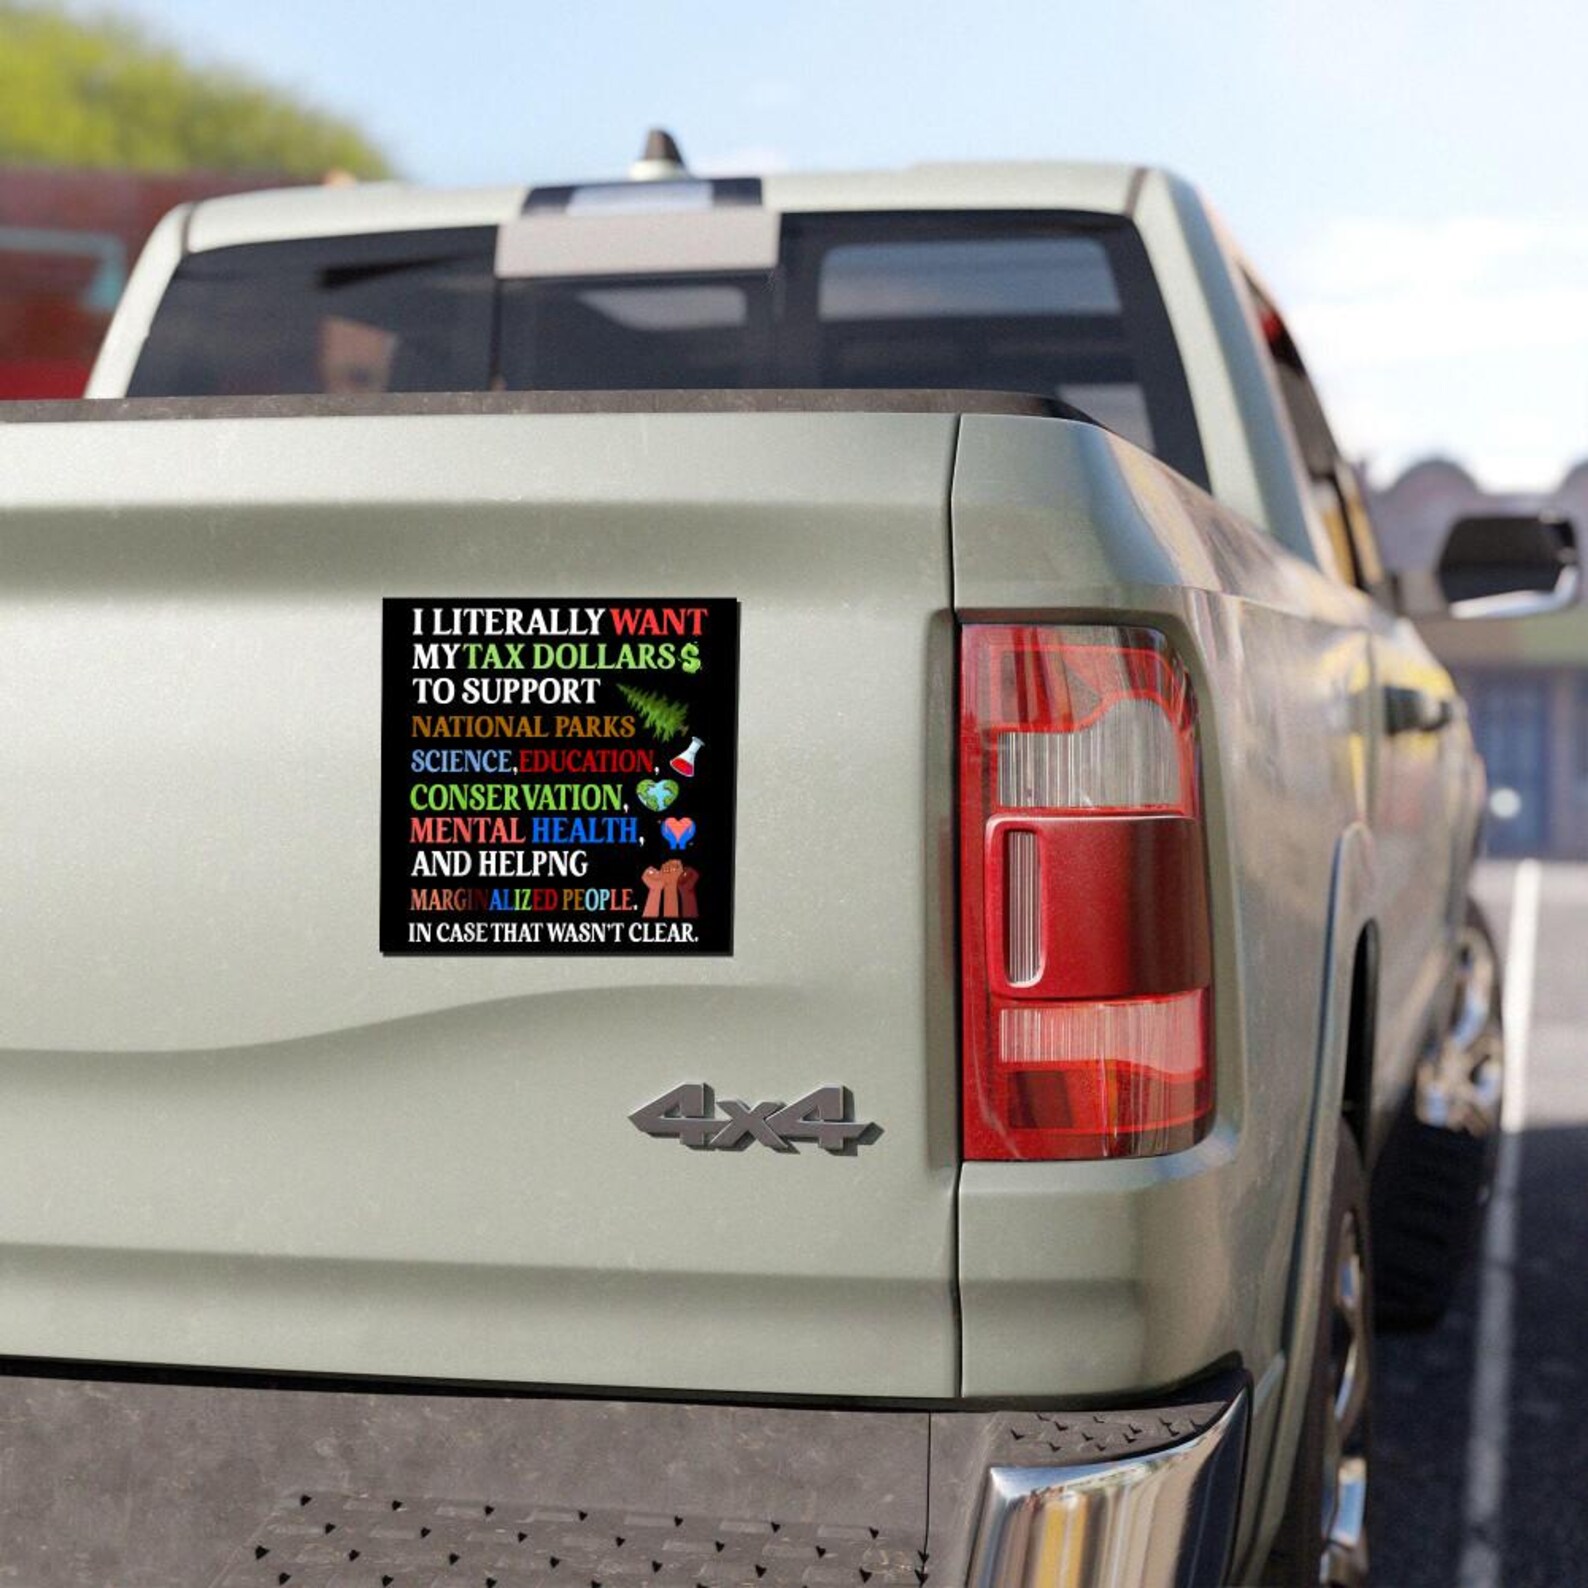 I LITERALLY WANT
MY TAX DOLLARS $
TO SUPPORT
NATIONAL PARKS
SCIENCE, EDUCATION,
CONSERVATION,
MENTAL HEALTH,
AND HELPNG
MARGINALIZED PEOPLE.
IN CASE THAT WASN'T CLEAR.
4x4